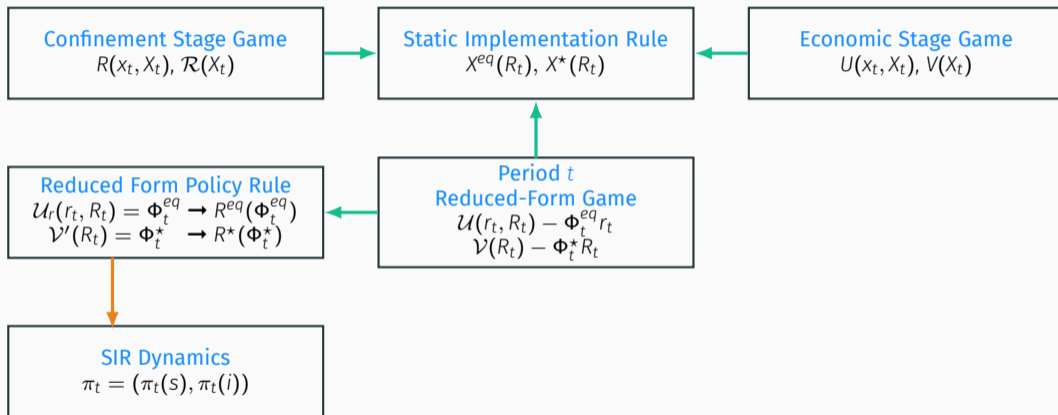 Confinement Stage Game
R(x_t, X_t), 𝓡(X_t)
Static Implementation Rule
X^{eq}(R_t), X^⋆(R_t)
Economic Stage Game
U(x_t, X_t), V(X_t)
Reduced Form Policy Rule
𝓤_r(r_t, R_t) = Φ_t^{eq} → R^{eq}(Φ_t^{eq})
𝓥′(R_t) = Φ_t^⋆ → R^⋆(Φ_t^⋆)
Period t
Reduced-Form Game
𝓤(r_t, R_t) − Φ_t^{eq} r_t
𝓥(R_t) − Φ_t^⋆ R_t
SIR Dynamics
π_t = (π_t(s), π_t(i))